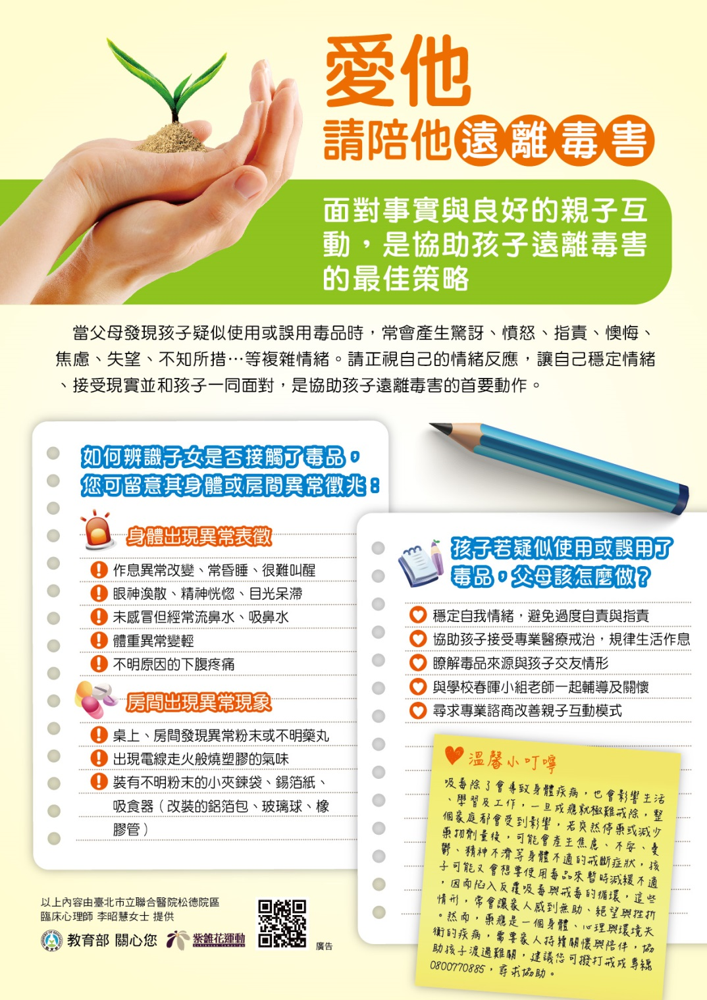 愛他
請陪他遠離毒害
面對事實與良好的親子互
動，是協助孩子遠離毒害
的最佳策略
當父母發現孩子疑似使用或誤用毒品時，常會產生驚訝、憤怒、指責、懊悔、
焦慮、失望、不知所措…等複雜情緒。請正視自己的情緒反應，讓自己穩定情緒
、接受現實並和孩子一同面對，是協助孩子遠離毒害的首要動作。
如何辨識子女是否接觸了毒品，
您可留意其身體或房間異常徵兆：
身體出現異常表徵
作息異常改變、常昏睡、很難叫醒
眼神渙散、精神恍惚、目光呆滯
未感冒但經常流鼻水、吸鼻水
體重異常變輕
不明原因的下腹疼痛
房間出現異常現象
桌上、房間發現異常粉末或不明藥丸
出現電線走火般燒塑膠的氣味
裝有不明粉末的小夾鍊袋、錫箔紙、
吸食器（改裝的鋁箔包、玻璃球、橡
膠管）
孩子若疑似使用或誤用了
毒品，父母該怎麼做？
穩定自我情緒，避免過度自責與指責
協助孩子接受專業醫療戒治，規律生活作息
瞭解毒品來源與孩子交友情形
與學校春暉小組老師一起輔導及關懷
尋求專業諮商改善親子互動模式
溫馨小叮嚀
吸毒除了會導致身體疾病，也會影響生活
、學習及工作，一旦成癮就極難戒除，整
個家庭都會受到影響，若突然停藥或減少
藥物劑量後，可能會產生焦慮、不安、憂
鬱、精神不濟等身體不適的戒斷症狀，孩
子可能又會想要使用毒品來暫時減緩不適
，因而陷入反覆吸毒與戒毒的循環，這些
情形，常會讓家人感到無助、絕望與挫折
。然而，藥癮是一個身體、心理與環境失
衡的疾病，需要家人持續關懷與陪伴，協
助孩子渡過難關，建議您可撥打戒成專線
0800770885，尋求協助。
以上內容由臺北市立聯合醫院松德院區
臨床心理師 李昭慧女士 提供
教育部 關心您
紫錐花運動
廣告